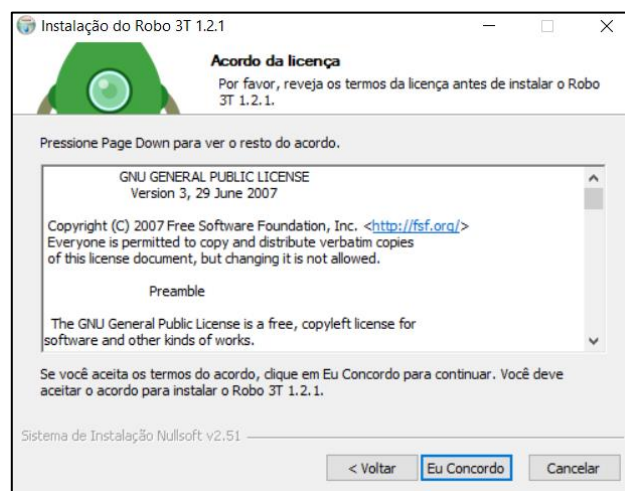 Instalação do Robo 3T 1.2.1
Acordo da licença
Por favor, reveja os termos da licença antes de instalar o Robo
3T 1.2.1.
Pressione Page Down para ver o resto do acordo.
GNU GENERAL PUBLIC LICENSE
Version 3, 29 June 2007
Copyright (C) 2007 Free Software Foundation, Inc. <http://fsf.org/>
Everyone is permitted to copy and distribute verbatim copies
of this license document, but changing it is not allowed.
Preamble
The GNU General Public License is a free, copyleft license for
software and other kinds of works.
Se você aceita os termos do acordo, clique em Eu Concordo para continuar. Você deve
aceitar o acordo para instalar o Robo 3T 1.2.1.
Sistema de Instalação Nullsoft v2.51
< Voltar Eu Concordo Cancelar